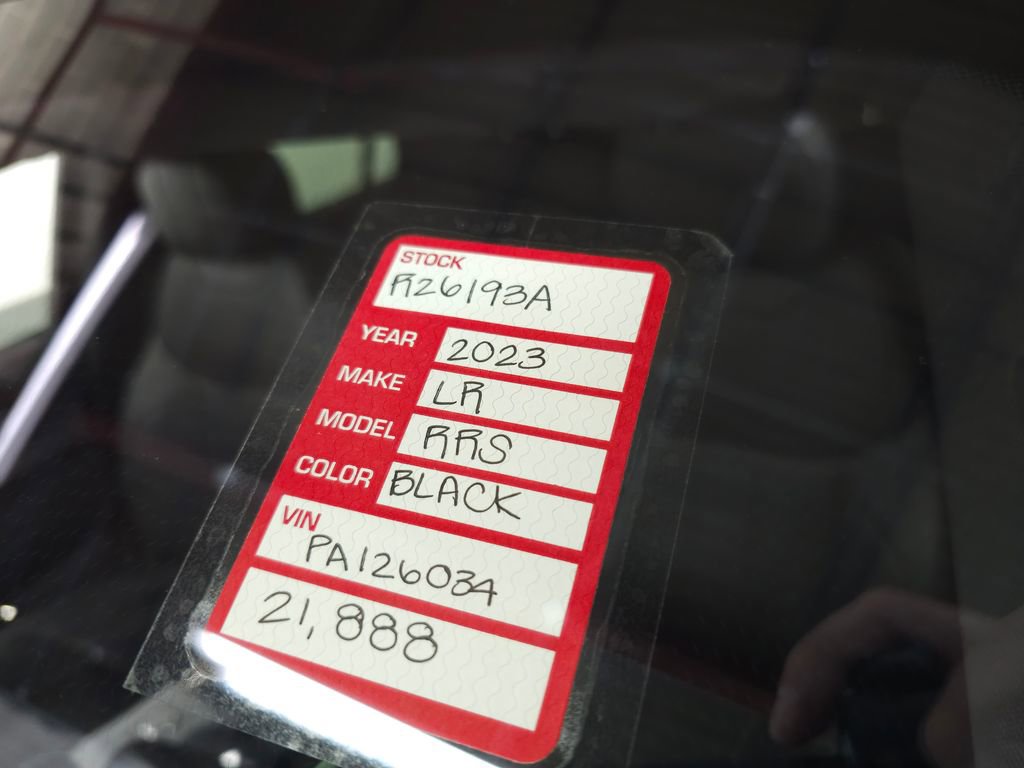 STOCK
R26193A
YEAR 2023
MAKE LR
MODEL RRS
COLOR BLACK
VIN
PA126034
21,888